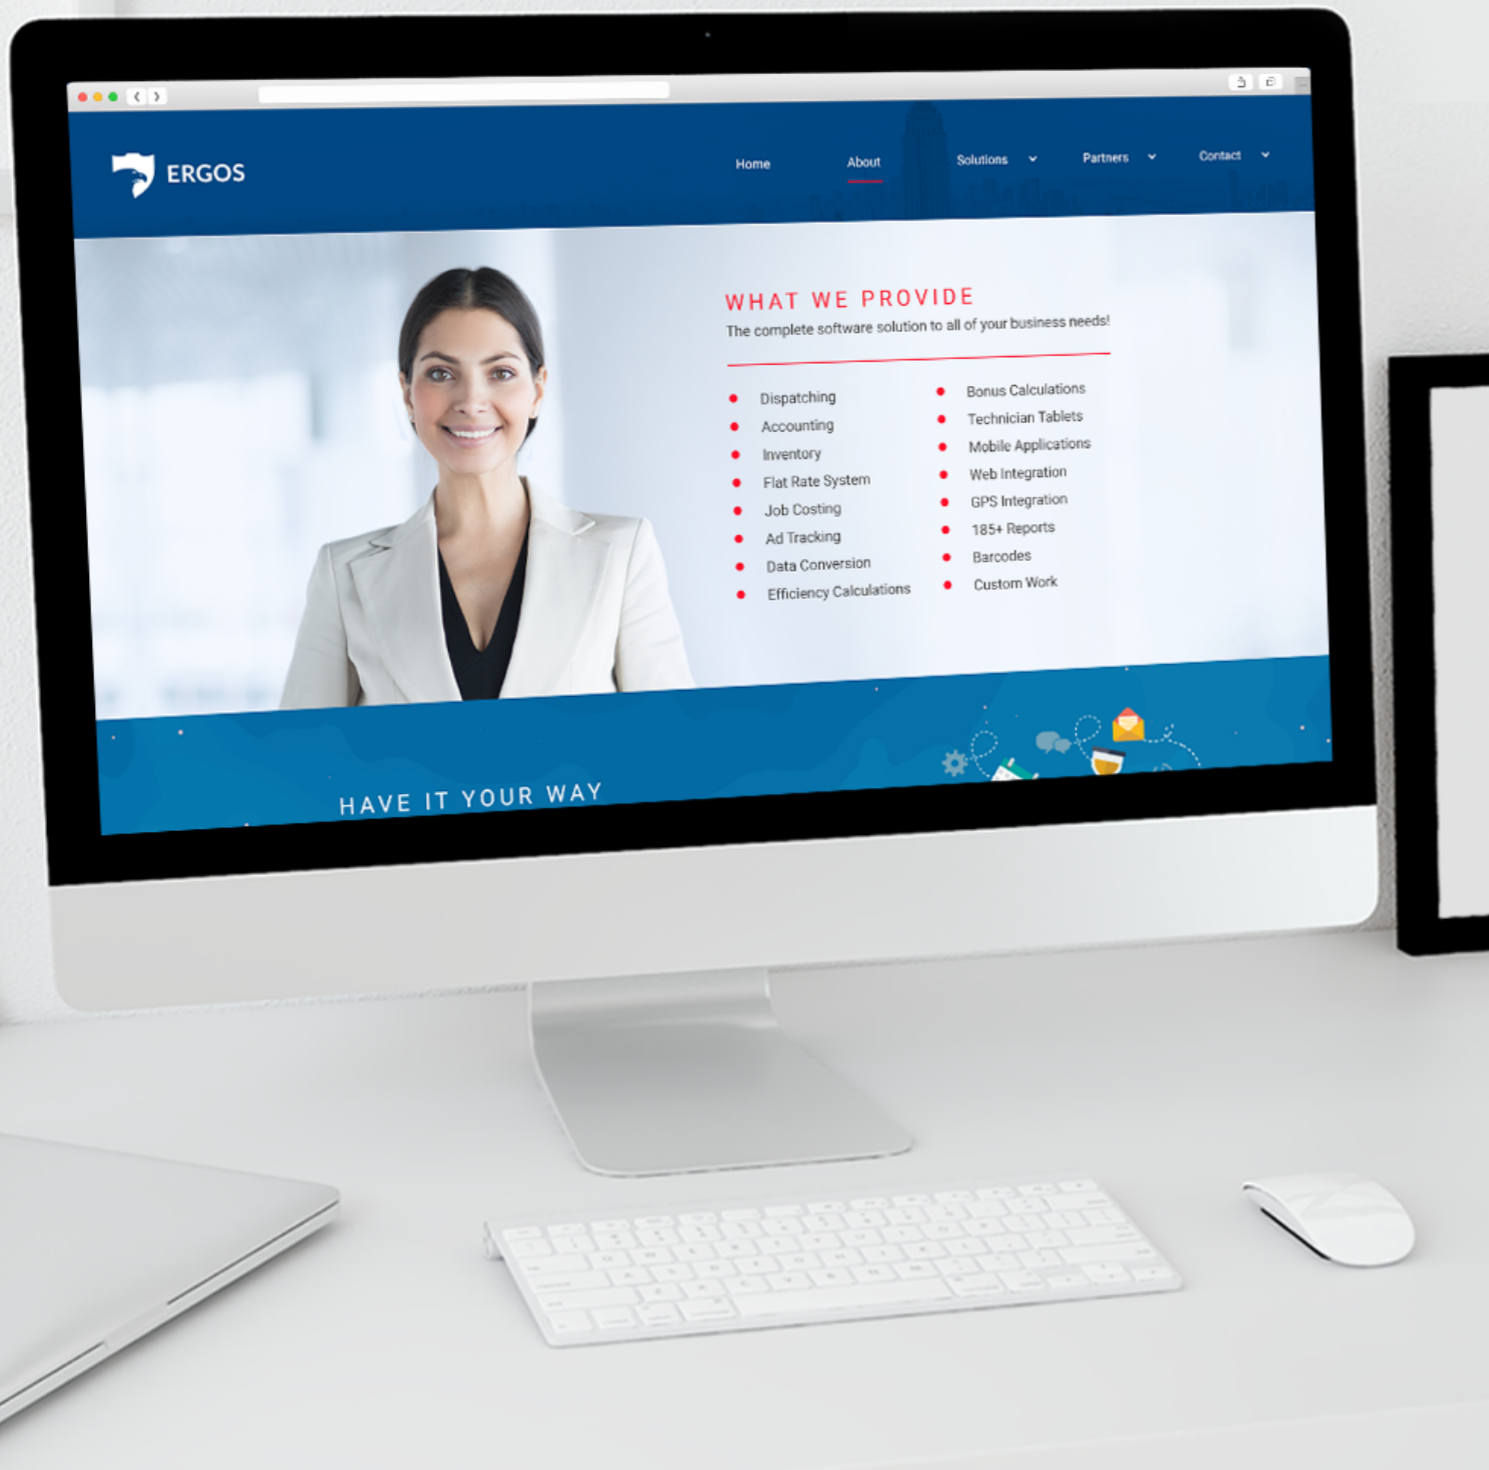 ERGOS
Home
About
Solutions
Partners
Contact
WHAT WE PROVIDE
The complete software solution to all of your business needs!
Dispatching
Accounting
Inventory
Flat Rate System
Job Costing
Ad Tracking
Data Conversion
Efficiency Calculations
Bonus Calculations
Technician Tablets
Mobile Applications
Web Integration
GPS Integration
185+ Reports
Barcodes
Custom Work
HAVE IT YOUR WAY